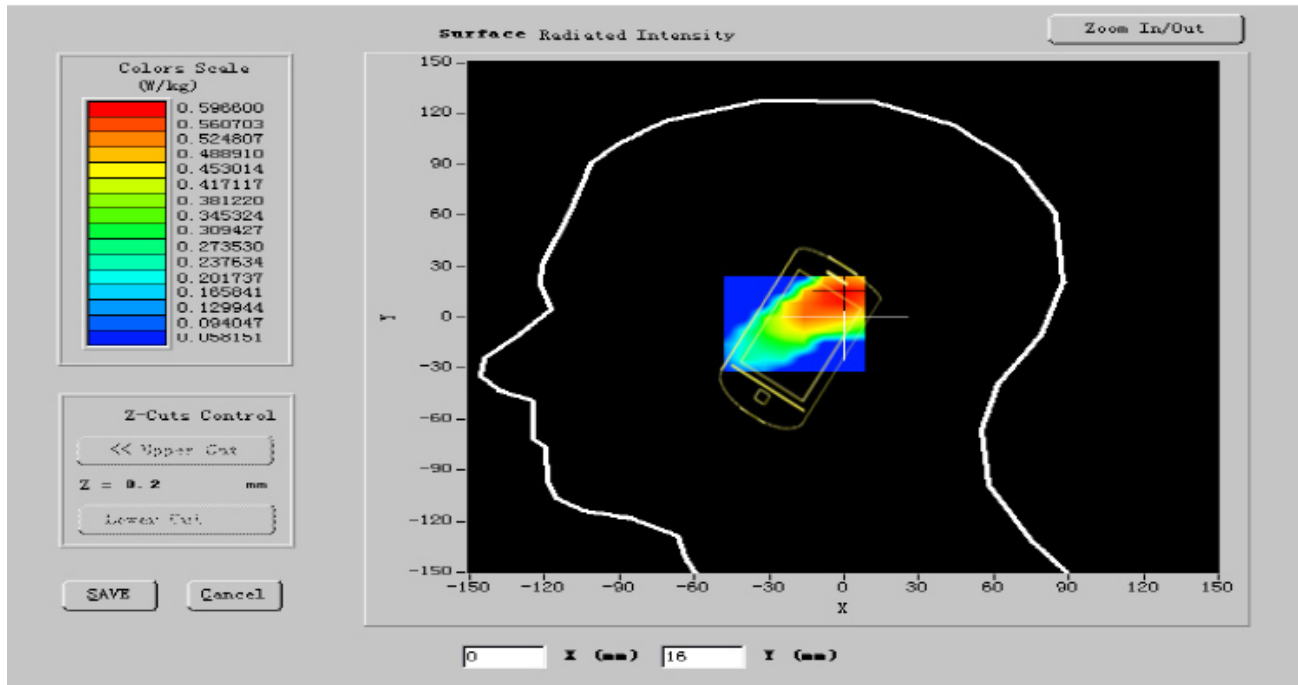 Surface Radiated Intensity
Zoom In/Out
Colors Scale
(W/kg)
0.596600
0.560703
0.524807
0.488910
0.453014
0.417117
0.381220
0.345324
0.309427
0.273530
0.237634
0.201737
0.165841
0.129944
0.094047
0.058151
Z-Cuts Control
<< Upper Cut
Z = 0.2 mm
Lower Cut
SAVE
Cancel
150
120
90
60
30
0
-30
-60
-90
-120
-150
Y
-150 -120 -90 -60 -30 0 30 60 90 120 150
X
0 X (mm) 16 Y (mm)